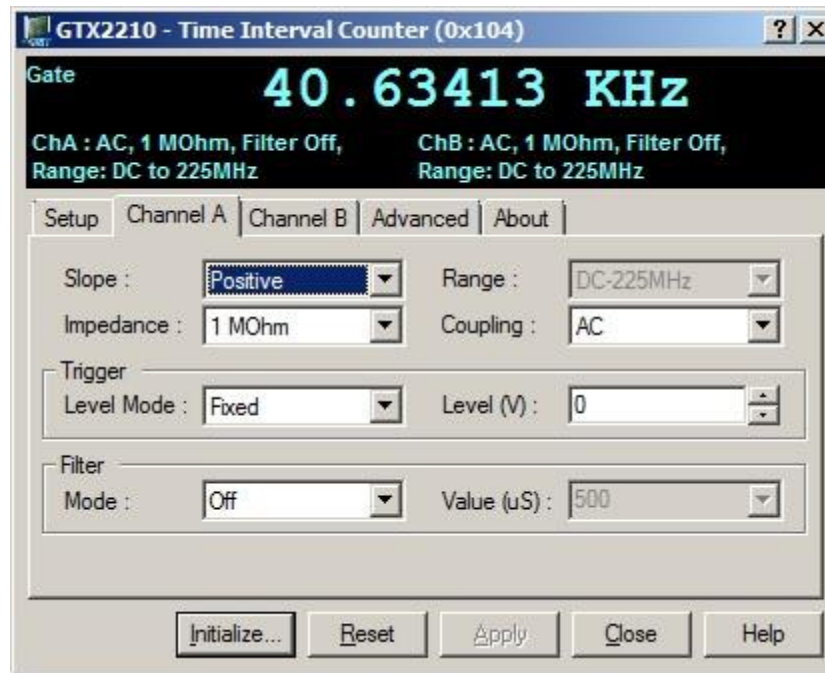 GTX2210 - Time Interval Counter (0x104)
Gate
40.63413 KHz
ChA : AC, 1 MOhm, Filter Off, ChB : AC, 1 MOhm, Filter Off,
Range: DC to 225MHz Range: DC to 225MHz
Setup Channel A Channel B Advanced About
Slope : Positive Range : DC-225MHz
Impedance : 1 MOhm Coupling : AC
Trigger
Level Mode : Fixed Level (V) : 0
Filter
Mode : Off Value (uS) : 500
Initialize... Reset Apply Close Help